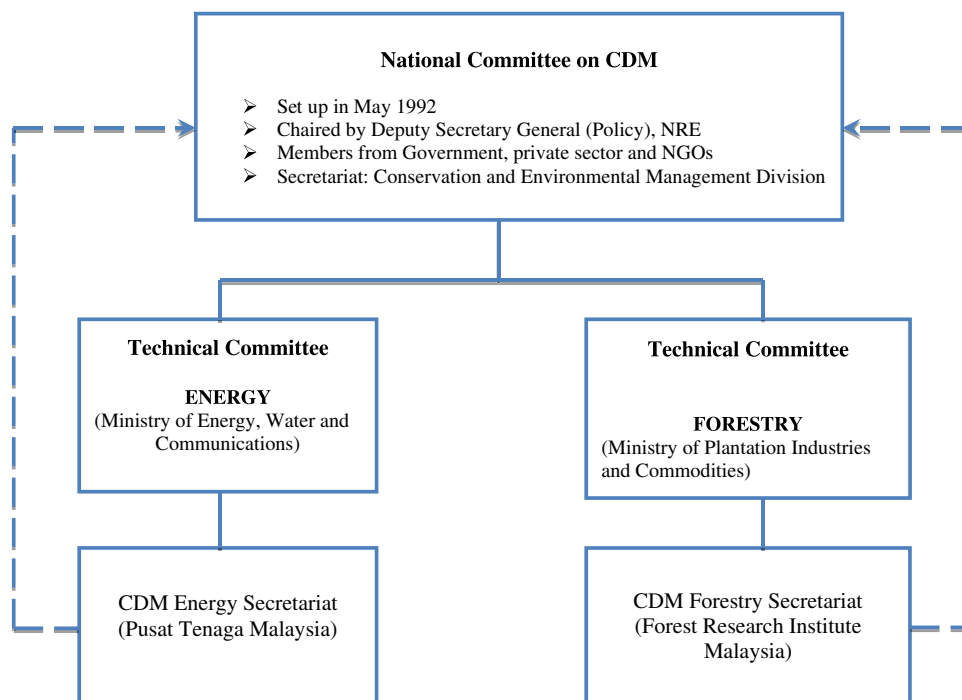 National Committee on CDM
➢ Set up in May 1992
➢ Chaired by Deputy Secretary General (Policy), NRE
➢ Members from Government, private sector and NGOs
➢ Secretariat: Conservation and Environmental Management Division
Technical Committee
ENERGY
(Ministry of Energy, Water and
Communications)
Technical Committee
FORESTRY
(Ministry of Plantation Industries
and Commodities)
CDM Energy Secretariat
(Pusat Tenaga Malaysia)
CDM Forestry Secretariat
(Forest Research Institute
Malaysia)